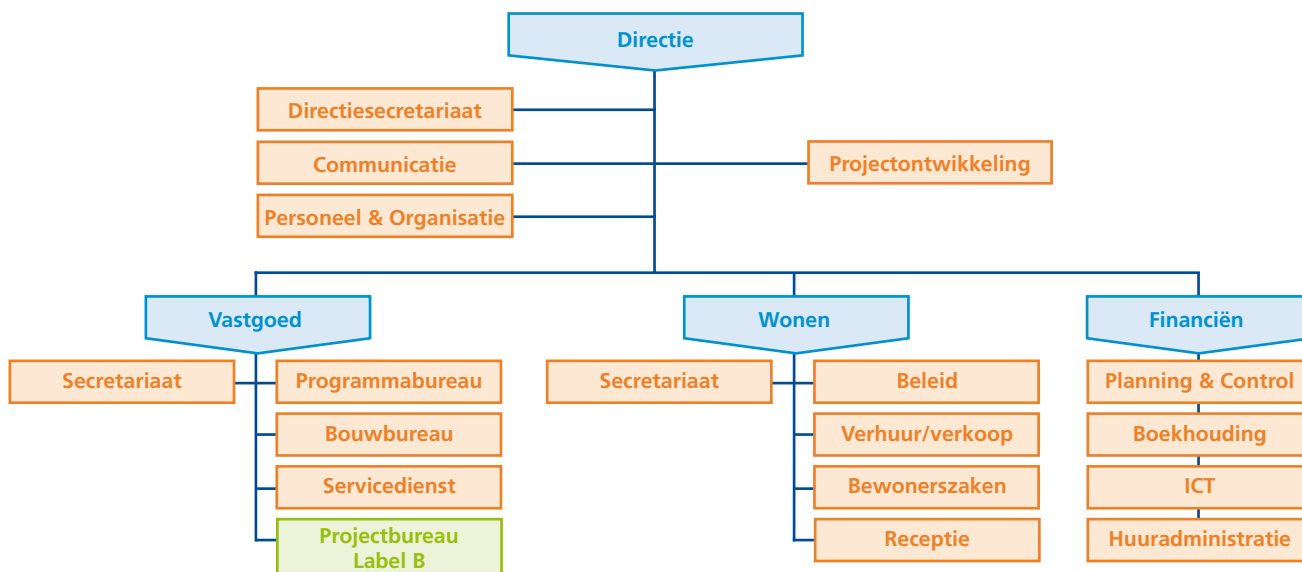 Directie
Directiesecretariaat
Communicatie
Projectontwikkeling
Personeel & Organisatie
Vastgoed
Wonen
Financiën
Secretariaat
Programmabureau
Secretariaat
Beleid
Planning & Control
Bouwbureau
Verhuur/verkoop
Boekhouding
Servicedienst
Bewonerszaken
ICT
Projectbureau
Label B
Receptie
Huuradministratie